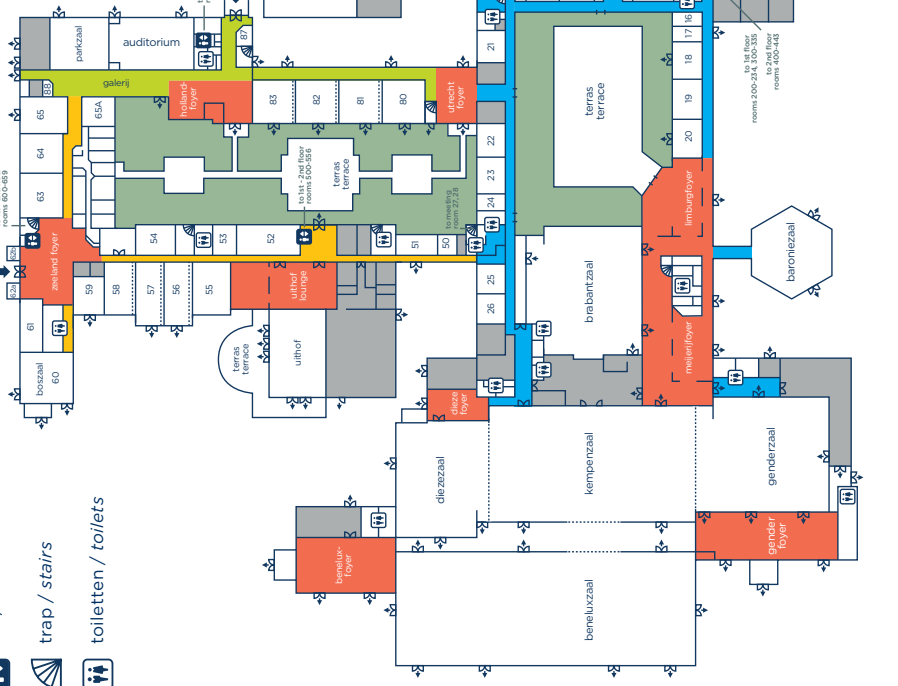 parkzaal
auditorium
87
galerij
88
65
65A
holland-
foyer
83
82
81
80
utrecht
foyer
21
16
17
18
19
20
to 1st floor
rooms 200-234, 300-335
to 2nd floor
rooms 400-443
terras
terrace
64
63
rooms 600-659
terras
terrace
to 1st - 2nd floor
rooms 500-556
22
23
24
to meeting
room 27, 28
limburgfoyer
baroniezaal
62b
62a
zeeland foyer
54
53
52
51
50
59
58
57
56
55
uithof
lounge
25
26
brabantzaal
meijerijfoyer
61
boszaal
60
terras
terrace
uithof
dieze
foyer
diezezaal
kempenzaal
genderzaal
gender
foyer
benelux-
foyer
beneluxzaal
trap / stairs
toiletten / toilets